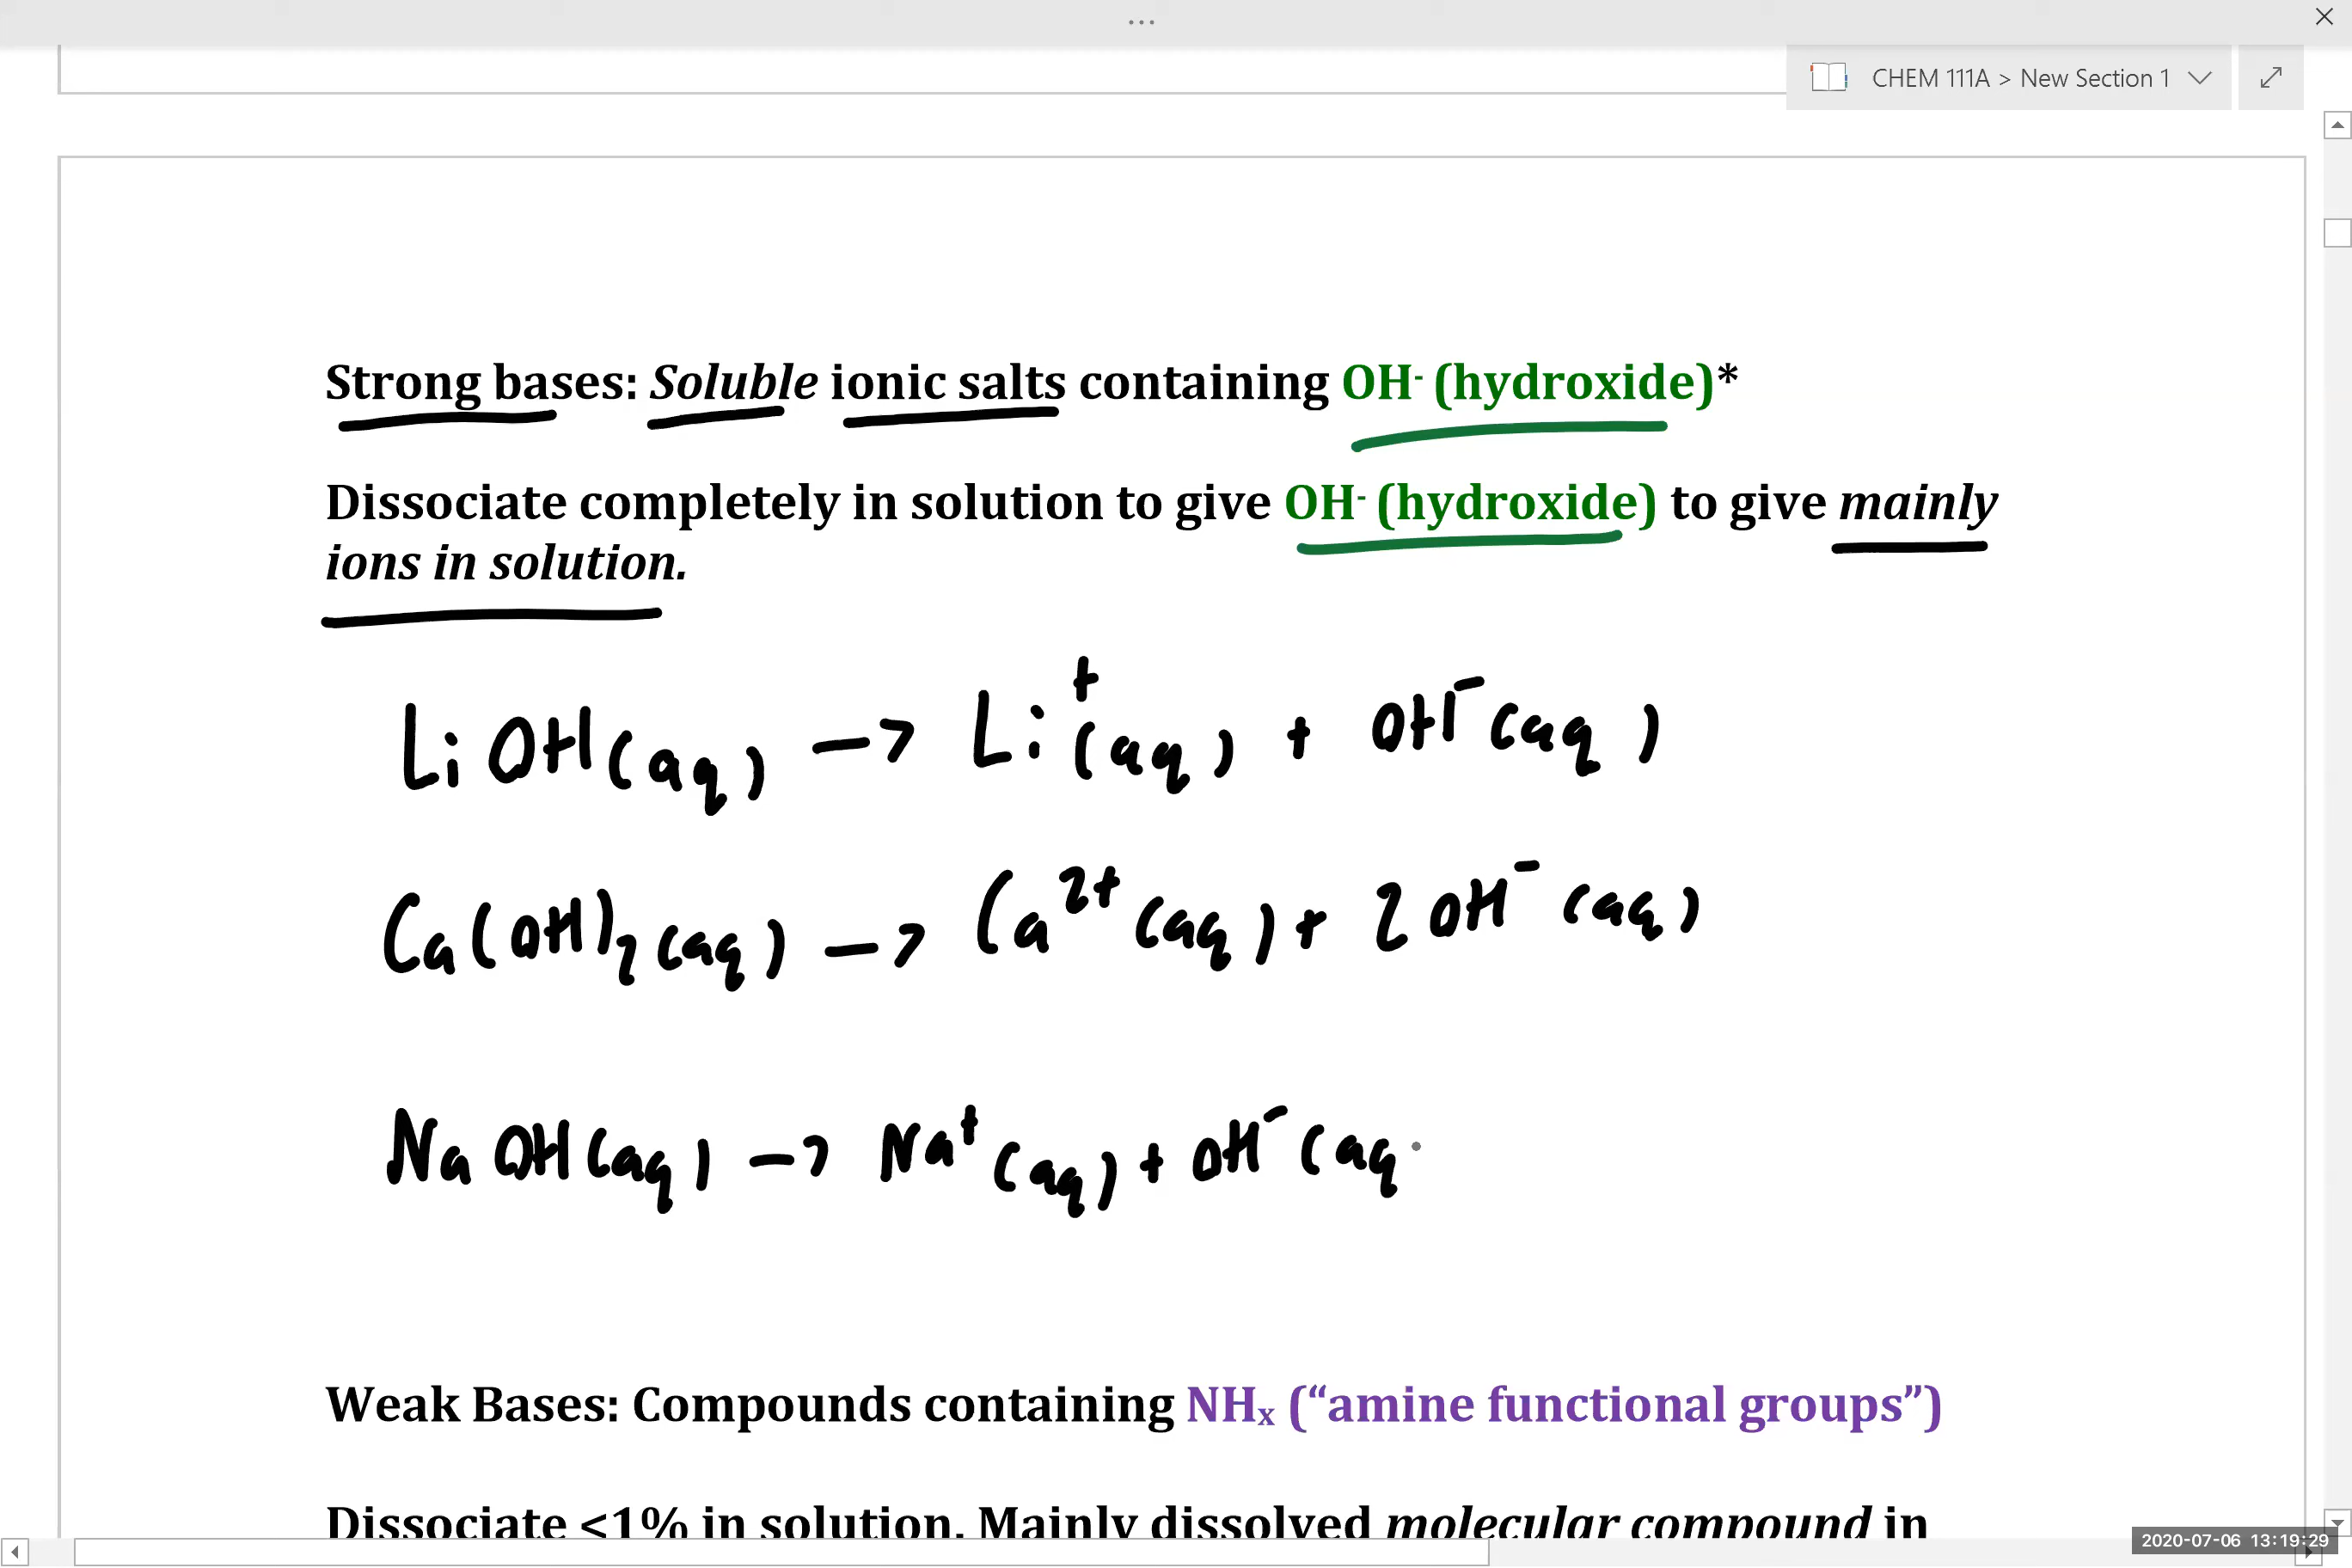 CHEM 111A > New Section 1
Strong bases: Soluble ionic salts containing OH⁻ (hydroxide)*
Dissociate completely in solution to give OH⁻ (hydroxide) to give mainly
ions in solution.
LiOH(aq) → Li⁺(aq) + OH⁻(aq)
Ca(OH)₂(aq) → Ca²⁺(aq) + 2OH⁻(aq)
NaOH(aq) → Na⁺(aq) + OH⁻(aq
Weak Bases: Compounds containing NHₓ (“amine functional groups”)
Dissociate <1% in solution. Mainly dissolved molecular compound in
2020-07-06 13:19:29